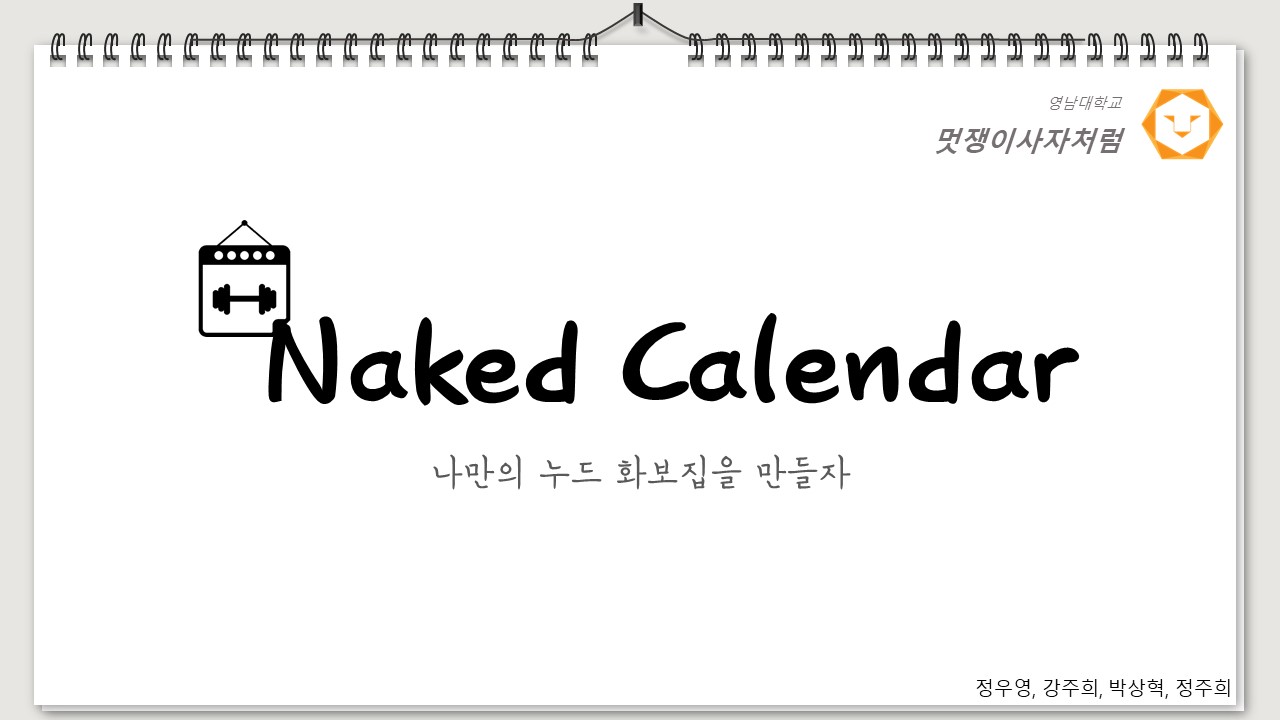 영남대학교
멋쟁이사자처럼
Naked Calendar
나만의 누드 화보집을 만들자
정우영, 강주희, 박상혁, 정주희